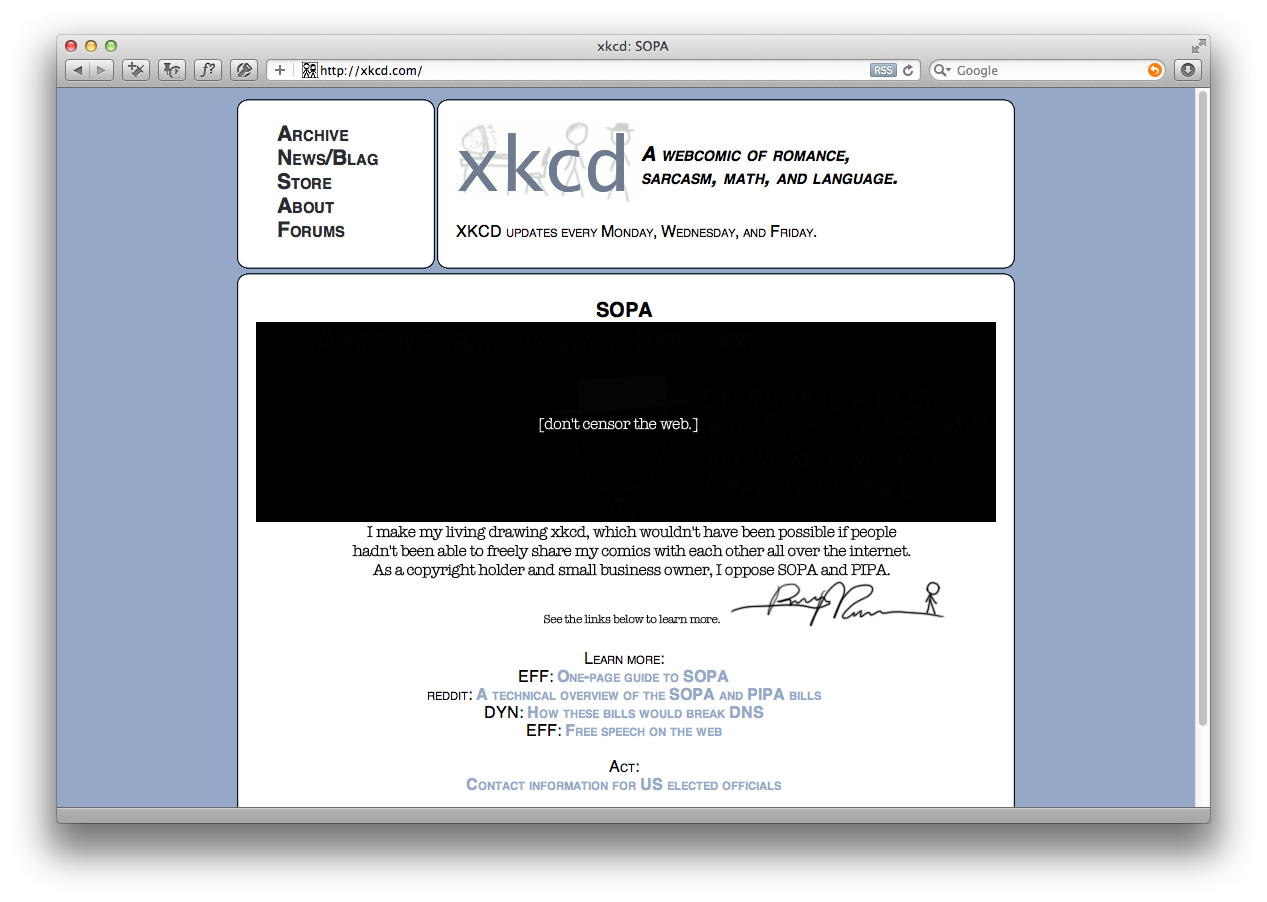 xkcd: SOPA
f?
http://xkcd.com/
RSS
Google
Archive
News/Blag
Store
About
Forums
xkcd
A webcomic of romance,
sarcasm, math, and language.
XKCD updates every Monday, Wednesday, and Friday.
SOPA
A message from sysadmins everywhere:
[don't censor the web.]
I make my living drawing xkcd, which wouldn't have been possible if people
hadn't been able to freely share my comics with each other all over the internet.
As a copyright holder and small business owner, I oppose SOPA and PIPA.
See the links below to learn more.
Learn more:
EFF: One-page guide to SOPA
reddit: A technical overview of the SOPA and PIPA bills
DYN: How these bills would break DNS
EFF: Free speech on the web
Act:
Contact information for US elected officials